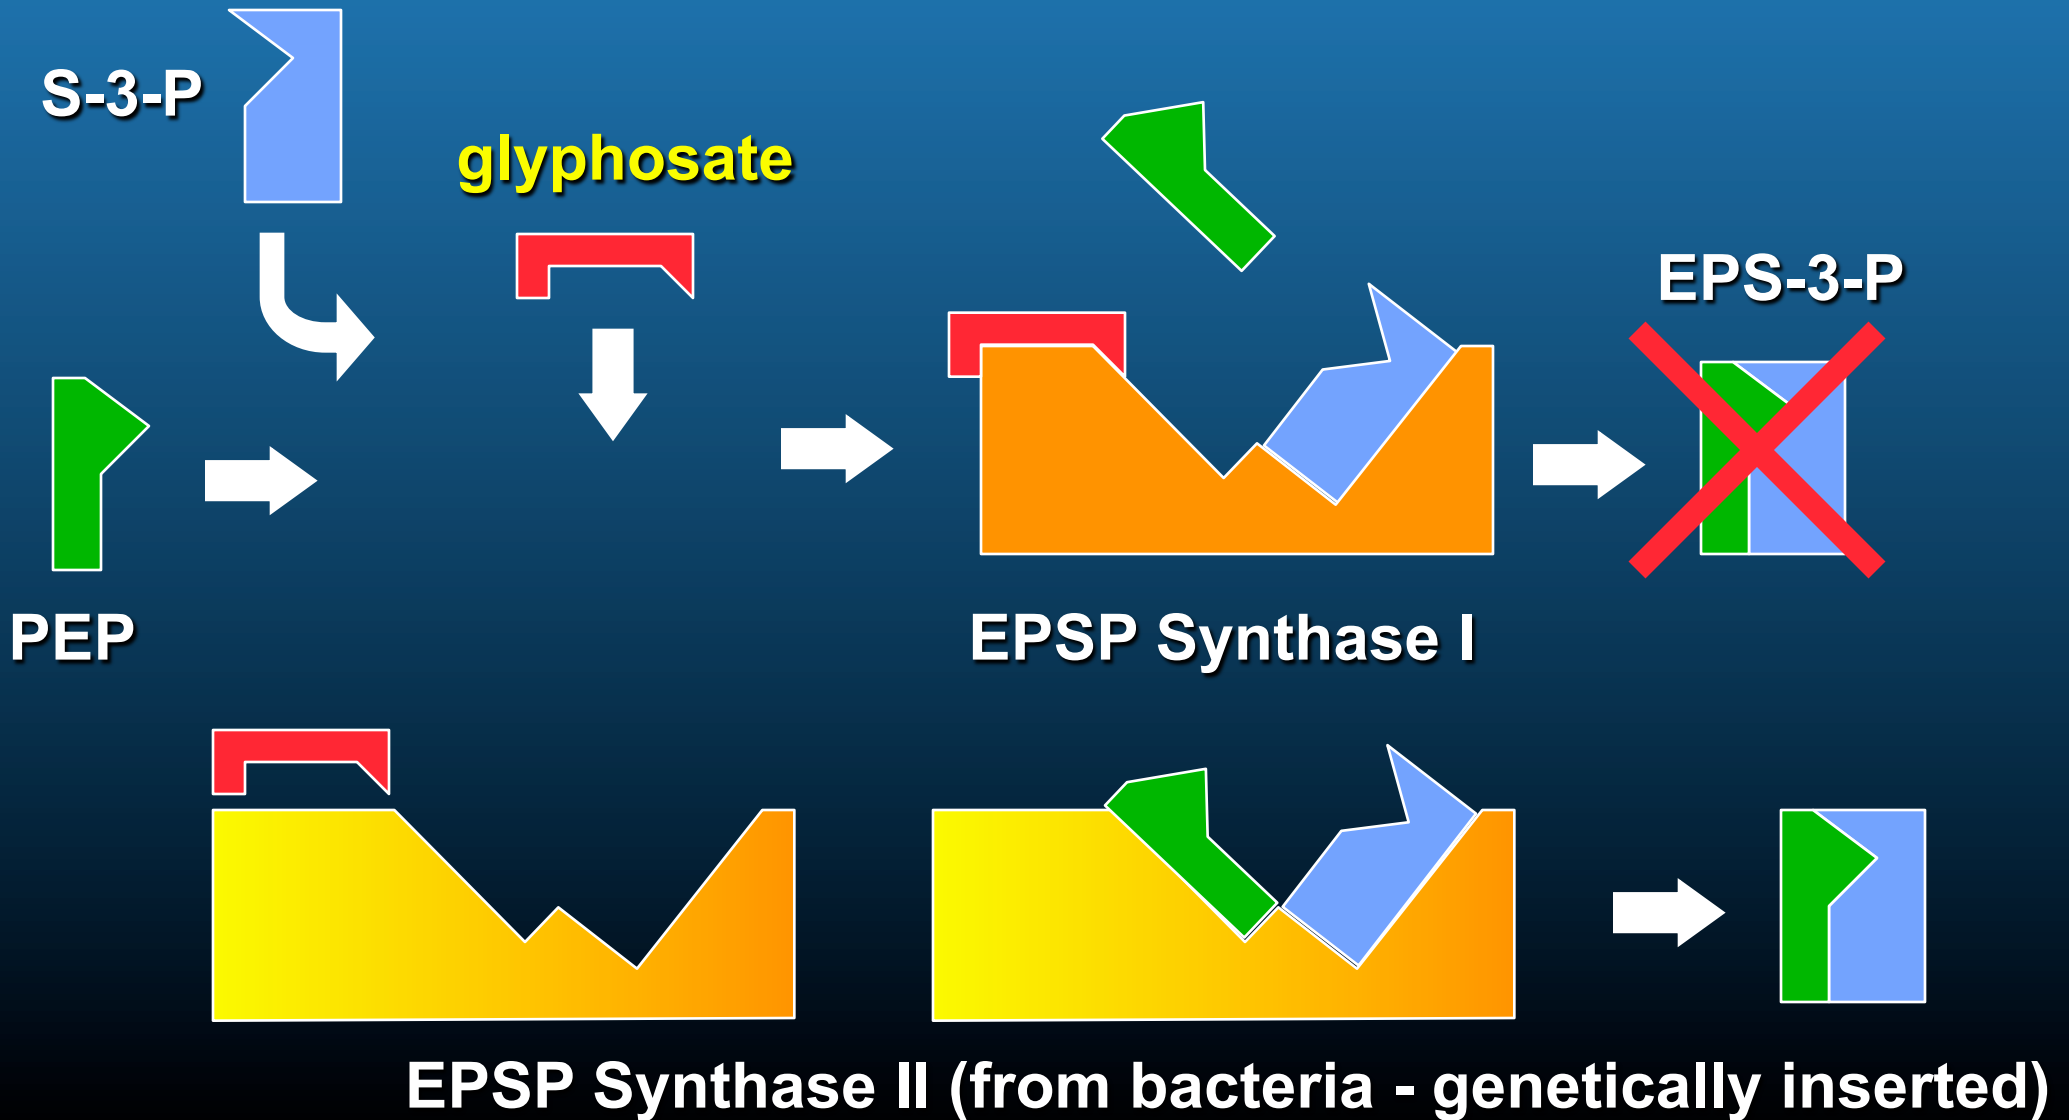 S-3-P
glyphosate
EPS-3-P
PEP
EPSP Synthase I
EPSP Synthase II (from bacteria - genetically inserted)